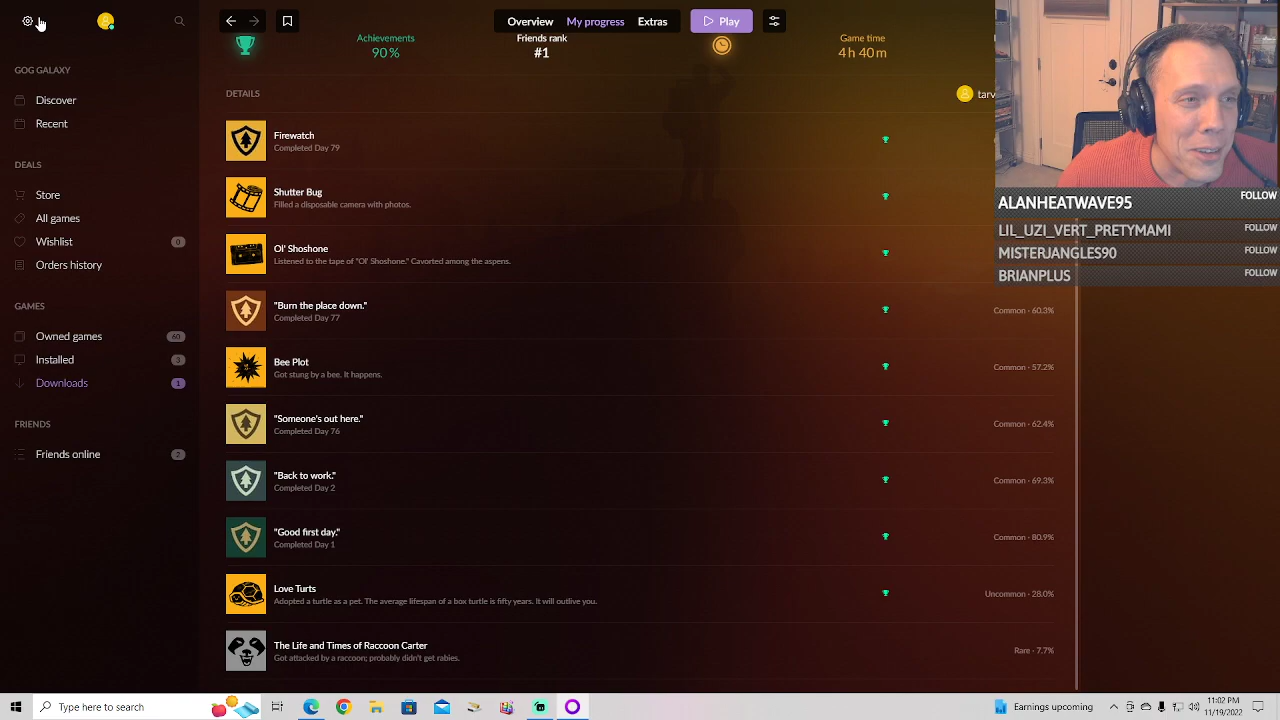 Overview
My progress
Extras
Play
GOG GALAXY
Discover
Recent
DEALS
Store
All games
Wishlist
0
Orders history
GAMES
Owned games
60
Installed
3
Downloads
1
FRIENDS
Friends online
2
Achievements
90%
Friends rank
#1
Game time
4 h 40 m
DETAILS
tarv
Firewatch
Completed Day 79
Shutter Bug
Filled a disposable camera with photos.
Ol' Shoshone
Listened to the tape of "Ol' Shoshone." Cavorted among the aspens.
"Burn the place down."
Completed Day 77
Common · 60.3%
Bee Plot
Got stung by a bee. It happens.
Common · 57.2%
"Someone's out here."
Completed Day 76
Common · 62.4%
"Back to work."
Completed Day 2
Common · 69.3%
"Good first day."
Completed Day 1
Common · 80.9%
Love Turts
Adopted a turtle as a pet. The average lifespan of a box turtle is fifty years. It will outlive you.
Uncommon · 28.0%
The Life and Times of Raccoon Carter
Got attacked by a raccoon; probably didn't get rabies.
Rare · 7.7%
ALANHEATWAVE95
FOLLOW
LIL_UZI_VERT_PRETYMAMI
FOLLOW
MISTERJANGLES90
FOLLOW
BRIANPLUS
FOLLOW
Type here to search
11:02 PM
11/29/2022